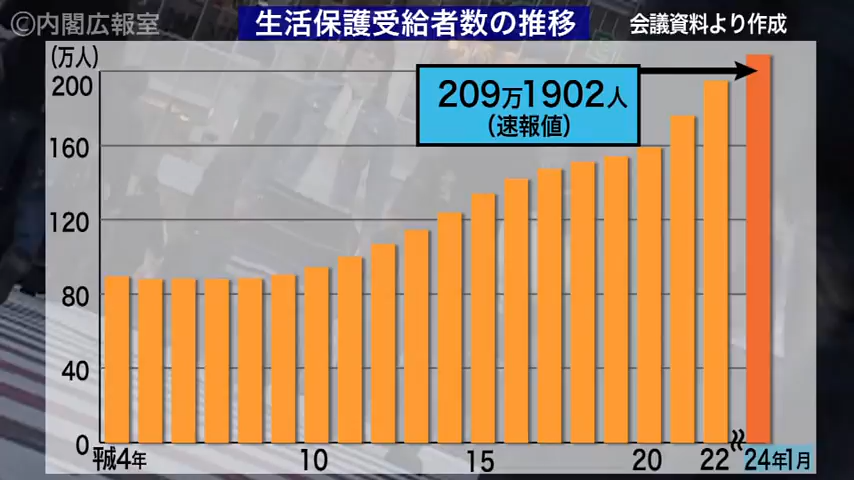 ©内閣広報室
生活保護受給者数の推移
会議資料より作成
(万人)
200
160
120
80
40
0
209万1902人
(速報値)
平成4年 10 15 20 22 24年1月